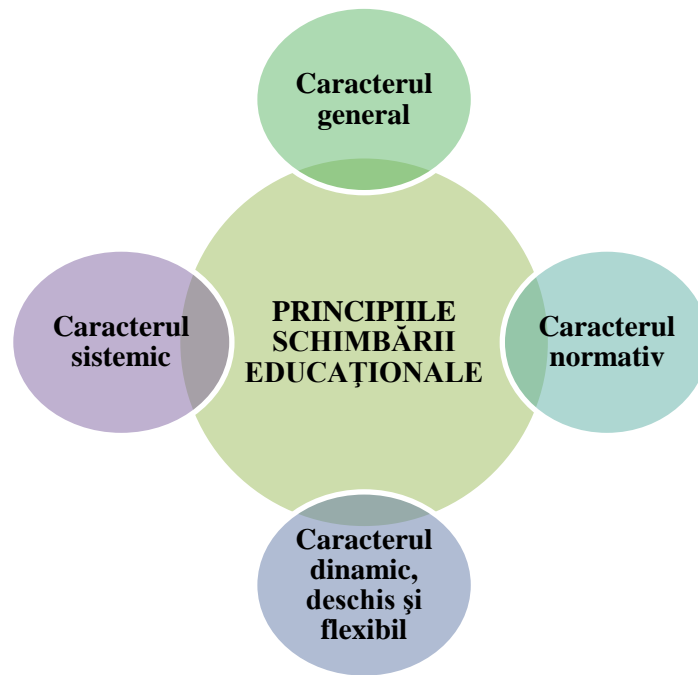 Caracterul
general
Caracterul
sistemic
PRINCIPIILE
SCHIMBĂRII
EDUCAŢIONALE
Caracterul
normativ
Caracterul
dinamic,
deschis şi
flexibil